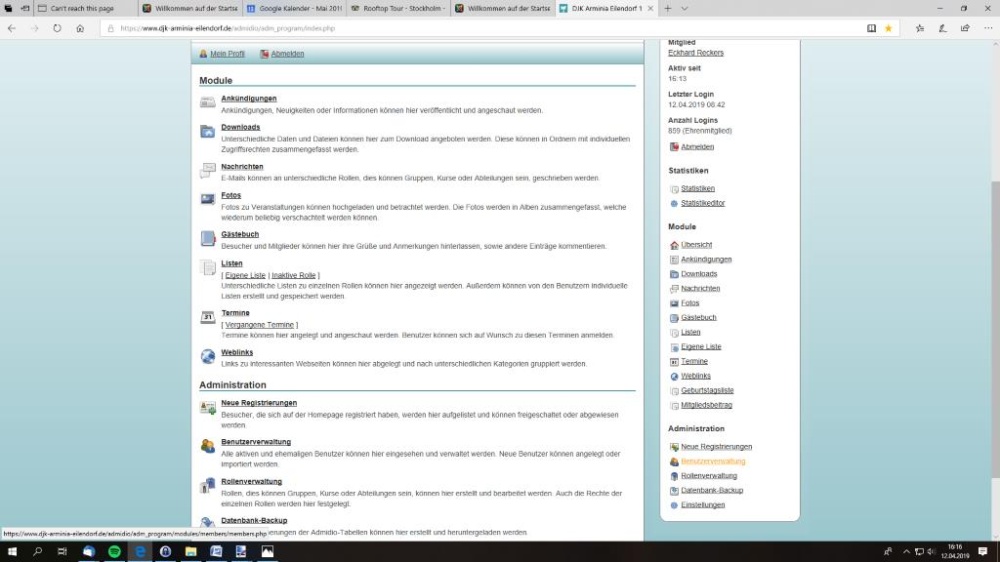 Can't reach this page
Willkommen auf der Startse
Google Kalender - Mai 2019
Rooftop Tour - Stockholm -
Willkommen auf der Startse
DJK Arminia Eilendorf 1
https://www.djk-arminia-eilendorf.de/admidio/adm_program/index.php
Mein Profil Abmelden
Module
Ankündigungen
Ankündigungen, Neuigkeiten oder Informationen können hier veröffentlicht und angeschaut werden.
Downloads
Unterschiedliche Daten und Dateien können hier zum Download angeboten werden. Diese können in Ordnern mit individuellen
Zugriffsrechten zusammengefasst werden.
Nachrichten
E-Mails können an unterschiedliche Rollen, dies können Gruppen, Kurse oder Abteilungen sein, geschrieben werden.
Fotos
Fotos zu Veranstaltungen können hochgeladen und betrachtet werden. Die Fotos werden in Alben zusammengefasst, welche
wiederum beliebig verschachtelt werden können.
Gästebuch
Besucher und Mitglieder können hier ihre Grüße und Anmerkungen hinterlassen, sowie andere Einträge kommentieren.
Listen
[ Eigene Liste | Inaktive Rolle ]
Unterschiedliche Listen zu einzelnen Rollen können hier angezeigt werden. Außerdem können von den Benutzern individuelle
Listen erstellt und gespeichert werden.
31
Termine
[ Vergangene Termine ]
Termine können hier angelegt und angeschaut werden. Benutzer können sich auf Wunsch zu diesen Terminen anmelden.
Weblinks
Links zu interessanten Webseiten können hier abgelegt und nach unterschiedlichen Kategorien gruppiert werden.
Administration
Neue Registrierungen
Besucher, die sich auf der Homepage registriert haben, werden hier aufgelistet und können freigeschaltet oder abgewiesen
werden.
Benutzerverwaltung
Alle aktiven und ehemaligen Benutzer können hier eingesehen und verwaltet werden. Neue Benutzer können angelegt oder
importiert werden.
Rollenverwaltung
Rollen, dies können Gruppen, Kurse oder Abteilungen sein, können hier erstellt und bearbeitet werden. Auch die Rechte der
einzelnen Rollen werden hier festgelegt.
Datenbank-Backup
erungen der Admidio-Tabellen können hier erstellt und heruntergeladen werden.
Mitglied
Eckhard Reckers
Aktiv seit
16:13
Letzter Login
12.04.2019 08:42
Anzahl Logins
859 (Ehrenmitglied)
Abmelden
Statistiken
Statistiken
Statistikeditor
Module
Übersicht
Ankündigungen
Downloads
Nachrichten
Fotos
Gästebuch
Listen
Eigene Liste
Termine
Weblinks
Geburtstagsliste
Mitgliedsbeitrag
Administration
Neue Registrierungen
Benutzerverwaltung
Rollenverwaltung
Datenbank-Backup
Einstellungen
https://www.djk-arminia-eilendorf.de/admidio/adm_program/modules/members/members.php
16:16
12.04.2019